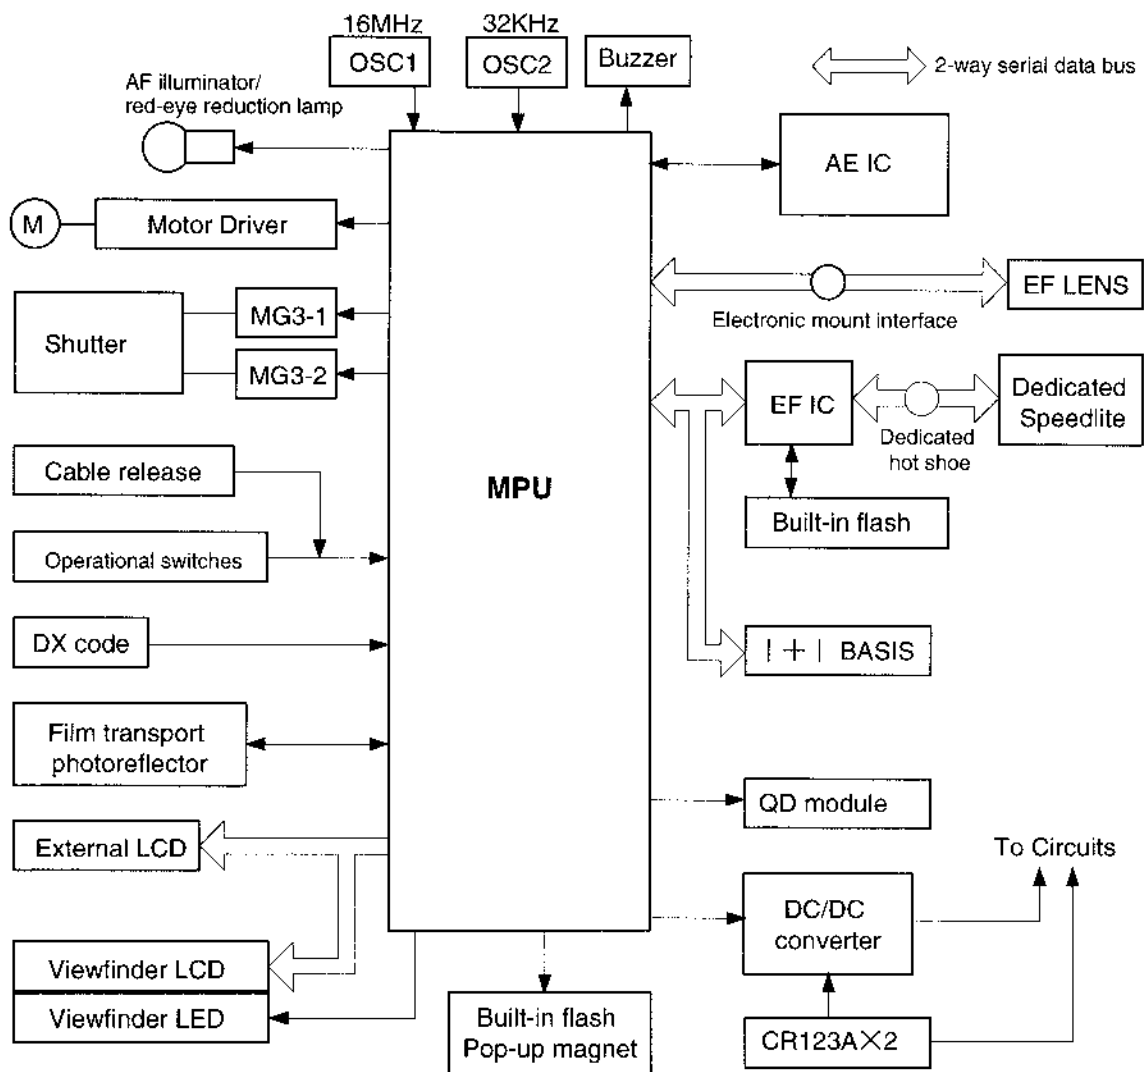 16MHz
OSC1
32KHz
OSC2
Buzzer
2-way serial data bus
AF illuminator/
red-eye reduction lamp
AE IC
M
Motor Driver
EF LENS
Electronic mount interface
Shutter
MG3-1
MG3-2
EF IC
Dedicated
Speedlite
Dedicated
hot shoe
Cable release
MPU
Built-in flash
Operational switches
DX code
BASIS
Film transport
photoreflector
QD module
External LCD
To Circuits
DC/DC
converter
Viewfinder LCD
Viewfinder LED
Built-in flash
Pop-up magnet
CR123A×2